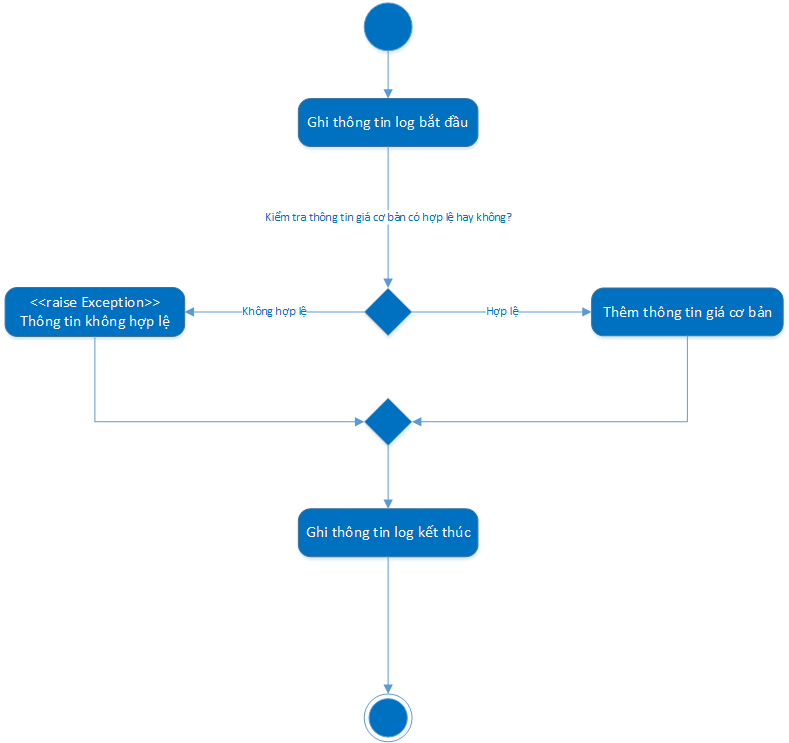 Ghi thông tin log bắt đầu
Kiểm tra thông tin giá cơ bản có hợp lệ hay không?
<<raise Exception>>
Thông tin không hợp lệ
Không hợp lệ
Hợp lệ
Thêm thông tin giá cơ bản
Ghi thông tin log kết thúc